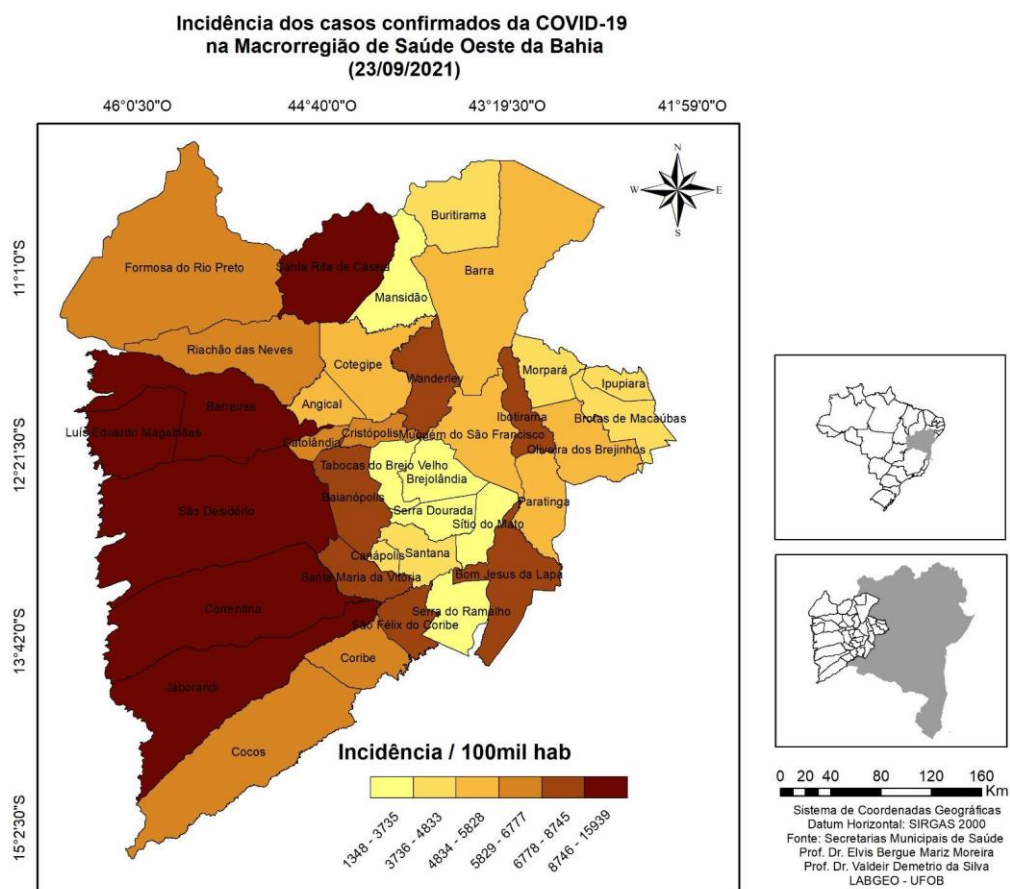 Incidência dos casos confirmados da COVID-19
na Macrorregião de Saúde Oeste da Bahia
(23/09/2021)
46°0'30"O 44°40'0"O 43°19'30"O 41°59'0"O
11°1'0"S
12°21'30"S
13°42'0"S
15°2'30"S
N
W E
S
Buritirama
Formosa do Rio Preto
Santa Rita de Cássia
Barra
Mansidão
Riachão das Neves
Cotegipe
Wanderley
Morpará
Ipupiara
Angical
Barreiras
Ibotirama
Brotas de Macaúbas
Luís Eduardo Magalhães
Catolândia
Cristópolis
Muquém do São Francisco
Oliveira dos Brejinhos
Tabocas do Brejo Velho
Brejolândia
Baianópolis
Paratinga
São Desidério
Serra Dourada
Sítio do Mato
Canápolis
Santana
Santa Maria da Vitória
Bom Jesus da Lapa
Correntina
Serra do Ramalho
São Félix do Coribe
Coribe
Jaborandi
Cocos
Incidência / 100mil hab
1348 - 3735
3736 - 4833
4834 - 5828
5829 - 6777
6778 - 8745
8746 - 15939
0 20 40 80 120 160
Km
Sistema de Coordenadas Geográficas
Datum Horizontal: SIRGAS 2000
Fonte: Secretarias Municipais de Saúde
Prof. Dr. Elvis Bergue Mariz Moreira
Prof. Dr. Valdeir Demetrio da Silva
LABGEO - UFOB